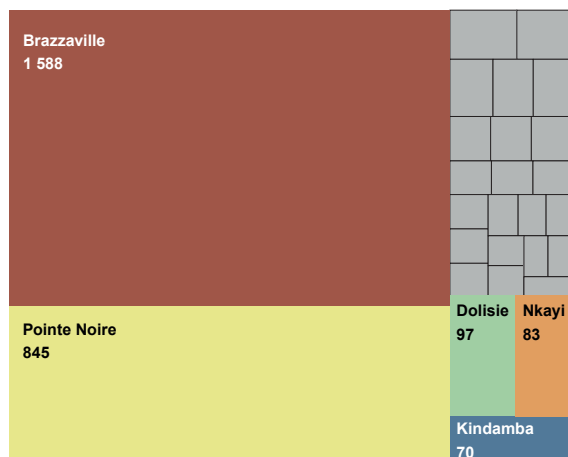 Brazzaville
1 588
Pointe Noire
845
Dolisie
97
Nkayi
83
Kindamba
70